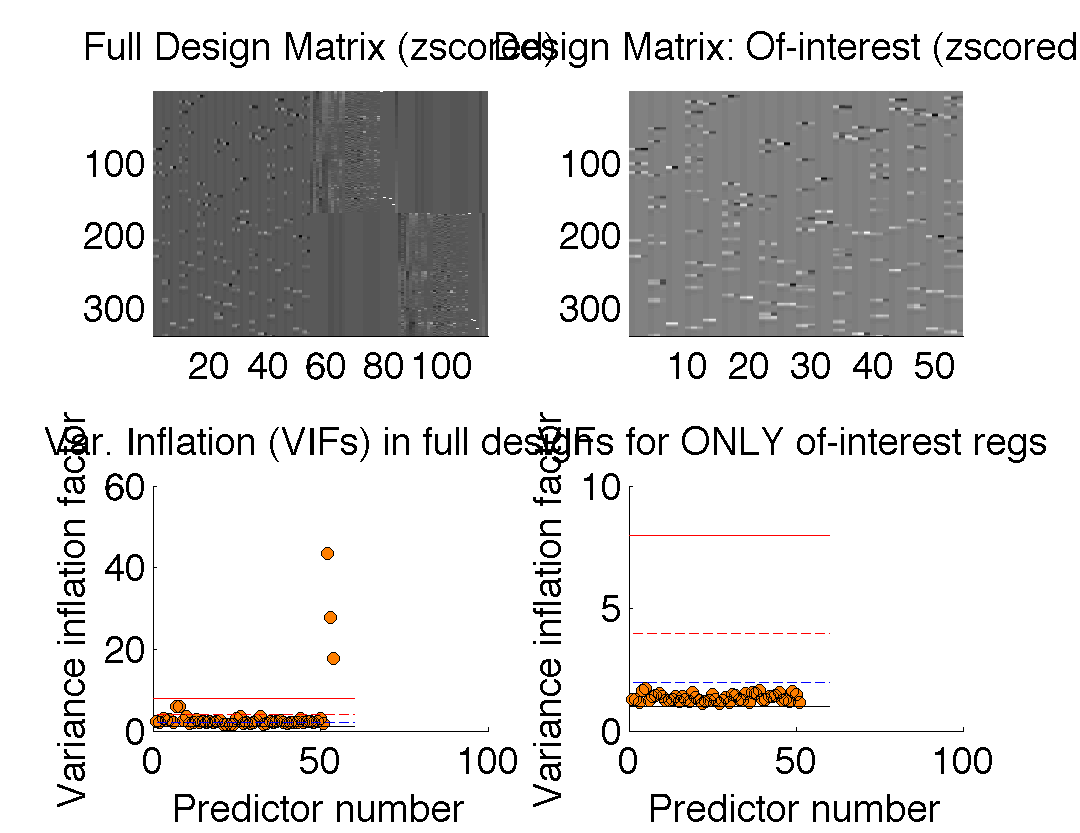 Full Design Matrix (zscored)
Design Matrix: Of-interest (zscored
100
200
300
20 40 60 80 100
100
200
300
10 20 30 40 50
Var. Inflation (VIFs) in full design
VIFs for ONLY of-interest regs
Variance inflation factor
60
40
20
0
0 50 100
Predictor number
Variance inflation factor
10
5
0
0 50 100
Predictor number